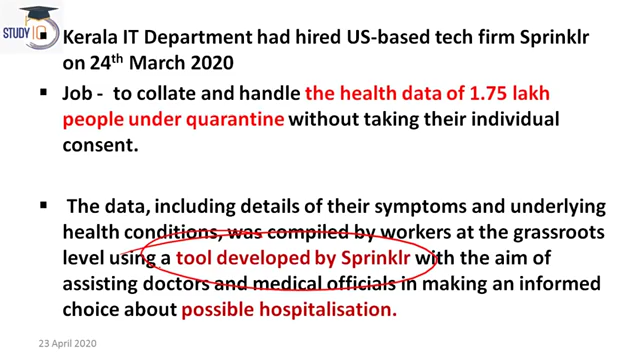 STUDY IQ
Kerala IT Department had hired US-based tech firm Sprinklr
on 24th March 2020
▪ Job - to collate and handle the health data of 1.75 lakh
people under quarantine without taking their individual
consent.
▪ The data, including details of their symptoms and underlying
health conditions, was compiled by workers at the grassroots
level using a tool developed by Sprinklr with the aim of
assisting doctors and medical officials in making an informed
choice about possible hospitalisation.
23 April 2020